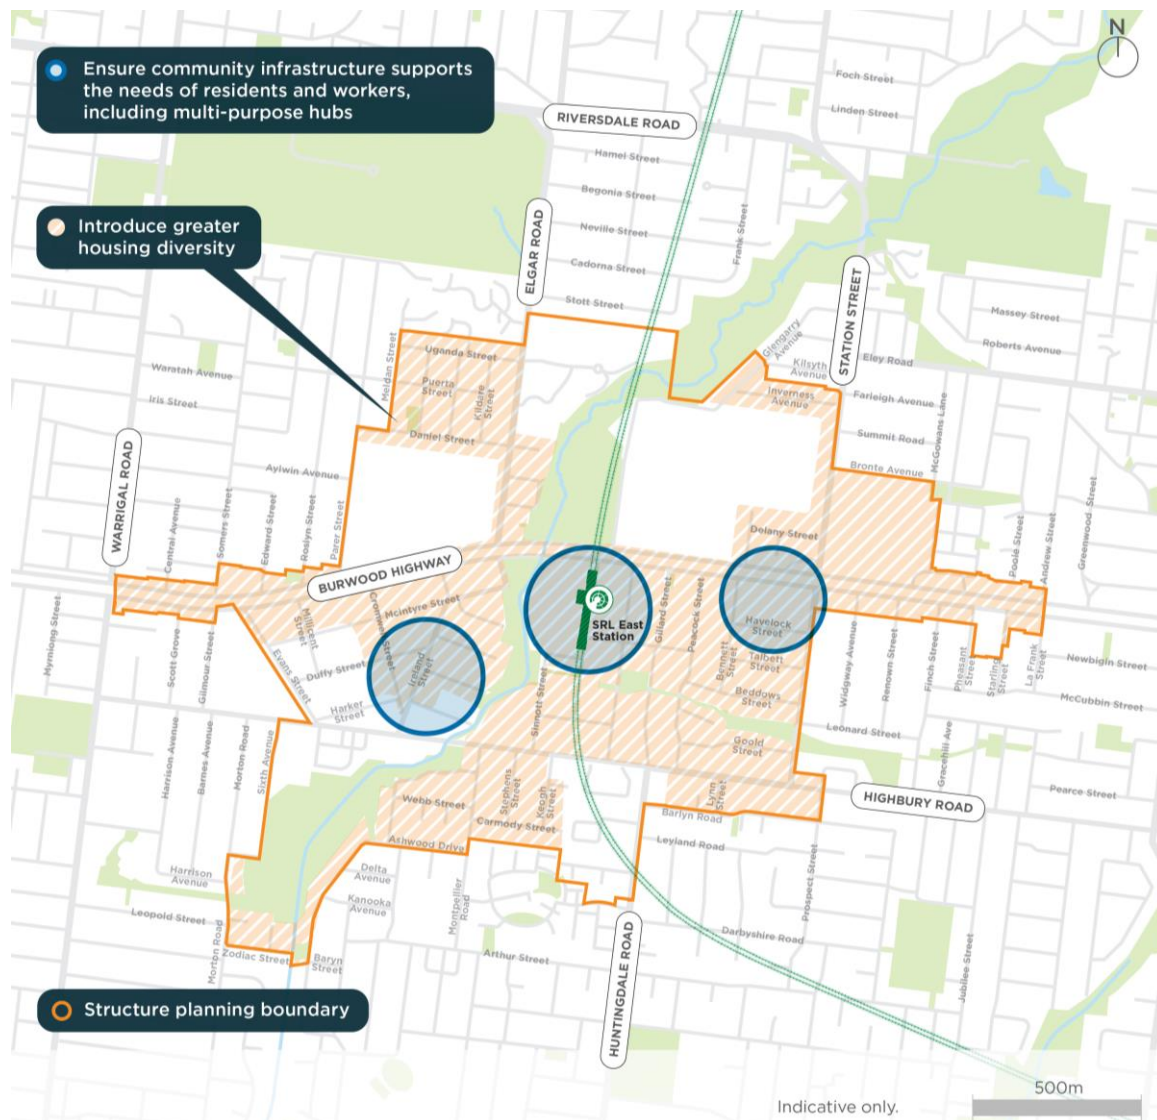 N
Ensure community infrastructure supports
the needs of residents and workers,
including multi-purpose hubs
Foch Street
Linden Street
RIVERSDALE ROAD
Hamel Street
Begonia Street
Neville Street
Frank Street
Cadorna Street
Stott Street
Introduce greater
housing diversity
ELGAR ROAD
STATION STREET
Massey Street
Roberts Avenue
Glengarry
Avenue
Eley Road
Kilsyth
Avenue
Inverness
Avenue
Farleigh Avenue
Summit Road
Bronte Avenue
McGowans Lane
Meldan Street
Uganda Street
Puerta
Street
Kildare
Street
Daniel Street
Waratah Avenue
Iris Street
WARRIGAL ROAD
Aylwin Avenue
Central Avenue
Somers Street
Edward Street
Roslyn Street
Parer Street
BURWOOD HIGHWAY
Delany Street
Poole Street
Andrew Street
Greenwood Street
Myrniong Street
Scott Grove
Gilmour Street
Evans Street
Millicent
Street
Cromwell Street
Mcintyre Street
Duffy Street
Ireland
Street
Harker
Street
SRL East
Station
Sinnott Street
Gillard Street
Peacock Street
Havelock
Street
Talbett
Street
Bennett
Street
Beddows
Street
Widgway Avenue
Renown Street
Finch Street
Pheasant
Street
Starling
Street
La Frank
Street
Newbigin Street
McCubbin Street
Leonard Street
Goold
Street
Gracehill Ave
HIGHBURY ROAD
Pearce Street
Harrison Avenue
Barnes Avenue
Morton Road
Sixth Avenue
Webb Street
Stephens
Street
Keogh
Street
Carmody Street
Ashwood Drive
Lynn
Street
Barlyn Road
Leyland Road
Prospect Street
Harrison
Avenue
Leopold Street
Morton Road
Zodiac Street
Baryn
Street
Delta
Avenue
Kanooka
Avenue
Montpellier
Road
Arthur Street
Darbyshire Road
Jubilee Street
HUNTINGDALE ROAD
Structure planning boundary
500m
Indicative only.